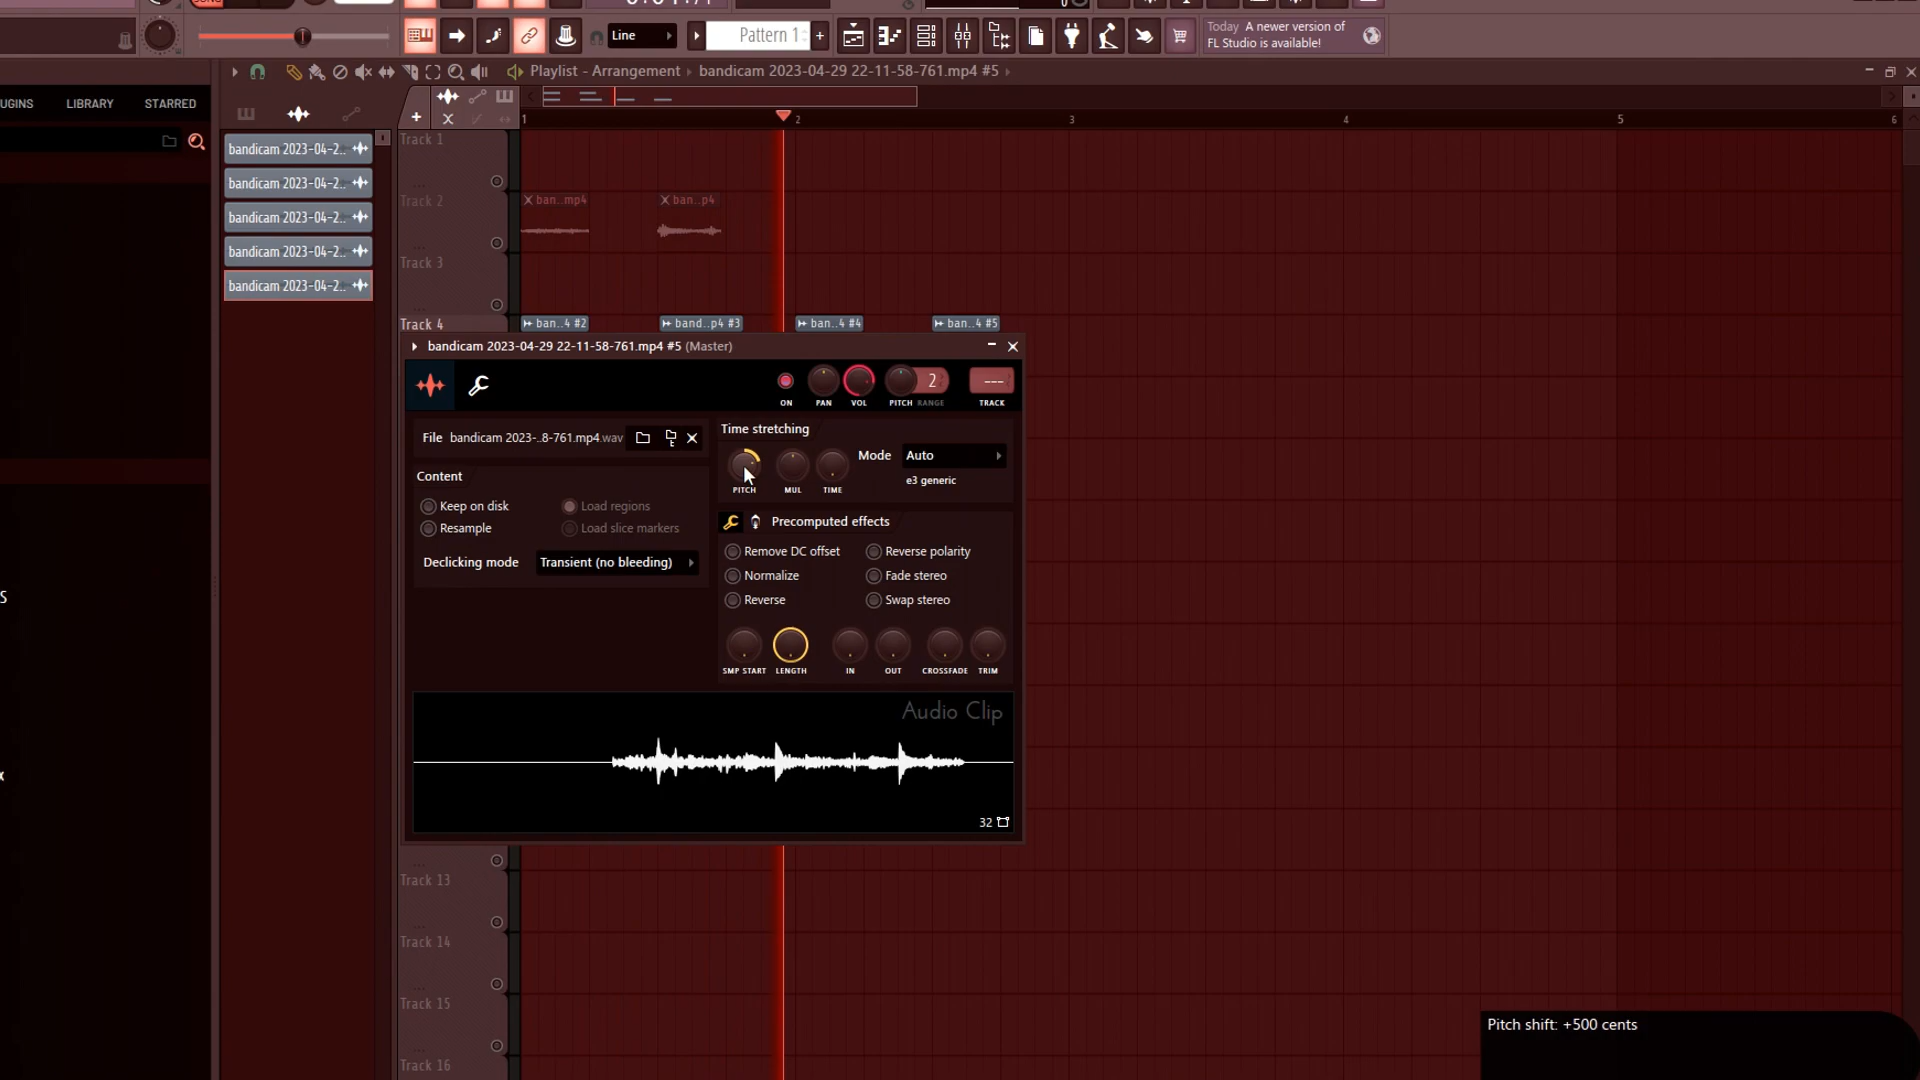 Line
Pattern 1
+
Today A newer version of
FL Studio is available!
Playlist - Arrangement
bandicam 2023-04-29 22-11-58-761.mp4 #5
UGINS
LIBRARY
STARRED
1
2
3
4
5
6
bandicam 2023-04-2..
bandicam 2023-04-2..
bandicam 2023-04-2..
bandicam 2023-04-2..
bandicam 2023-04-2..
Track 1
Track 2
ban..mp4
ban..p4
Track 3
Track 4
ban..4 #2
band..p4 #3
ban..4 #4
ban..4 #5
bandicam 2023-04-29 22-11-58-761.mp4 #5 (Master)
2
---
ON
PAN
VOL
PITCH
RANGE
TRACK
File
bandicam 2023-..8-761.mp4.wav
Time stretching
PITCH
MUL
TIME
Mode
Auto
e3 generic
Content
Keep on disk
Load regions
Resample
Load slice markers
Declicking mode
Transient (no bleeding)
Precomputed effects
Remove DC offset
Reverse polarity
Normalize
Fade stereo
Reverse
Swap stereo
SMP START
LENGTH
IN
OUT
CROSSFADE
TRIM
Audio Clip
32
Track 13
Track 14
Track 15
Track 16
S
x
Pitch shift: +500 cents